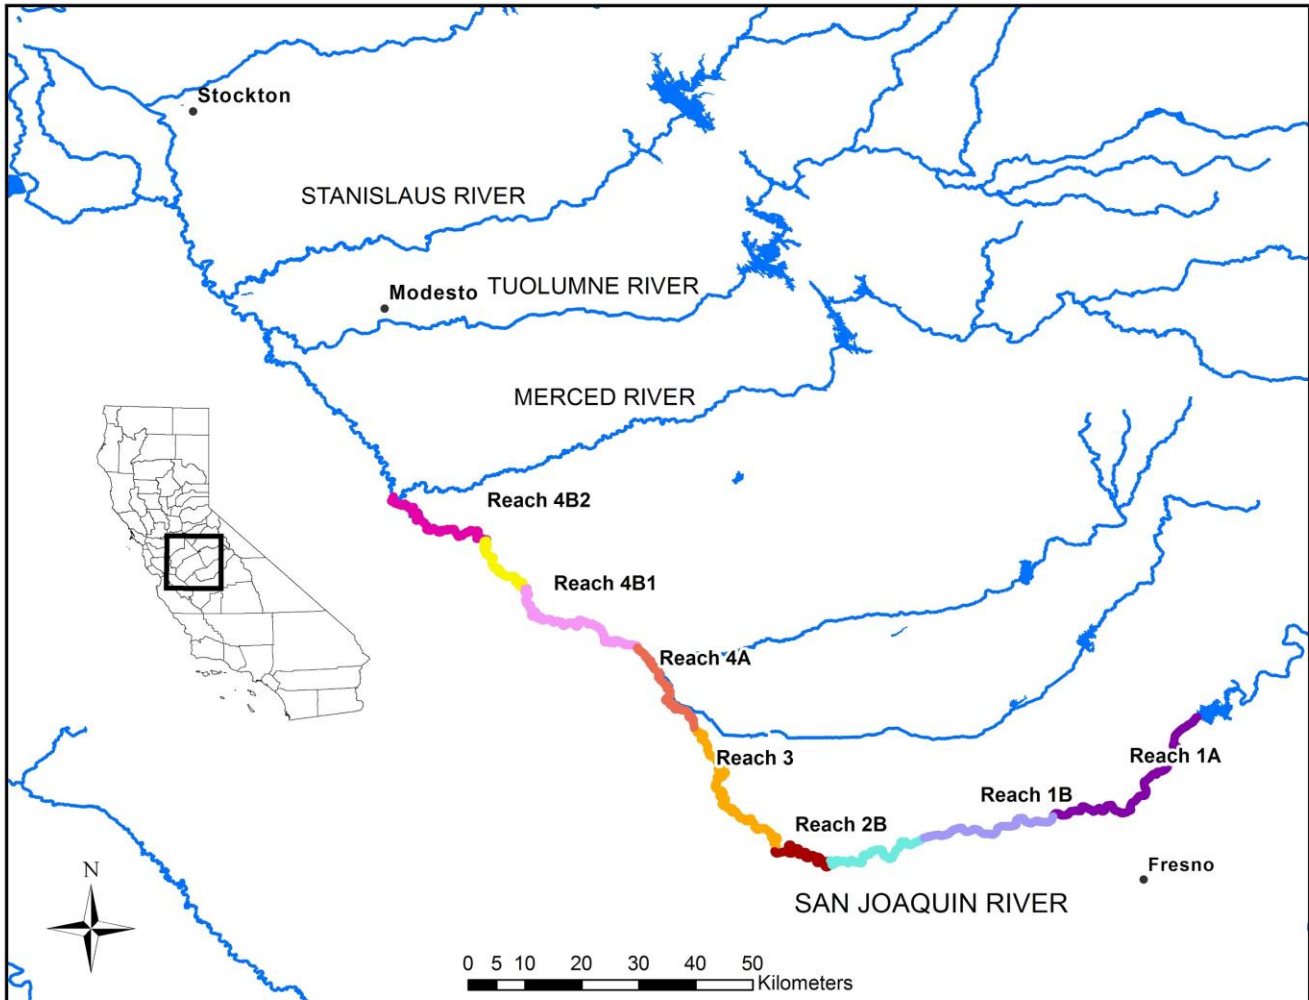 Stockton
STANISLAUS RIVER
Modesto
TUOLUMNE RIVER
MERCED RIVER
Reach 4B2
Reach 4B1
Reach 4A
Reach 3
Reach 1A
Reach 1B
Reach 2B
Fresno
SAN JOAQUIN RIVER
N
0 5 10 20 30 40 50
Kilometers